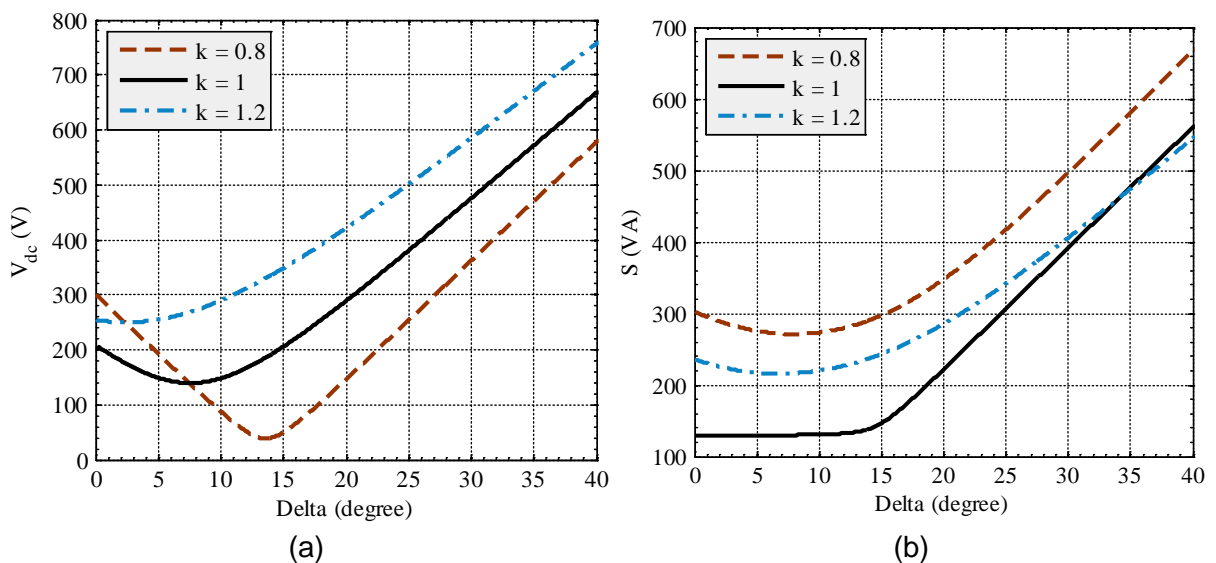 k = 0.8
k = 1
k = 1.2
800
700
600
500
400
300
200
100
0
V_dc (V)
0 5 10 15 20 25 30 35 40
Delta (degree)
(a)
k = 0.8
k = 1
k = 1.2
700
600
500
400
300
200
100
S (VA)
0 5 10 15 20 25 30 35 40
Delta (degree)
(b)